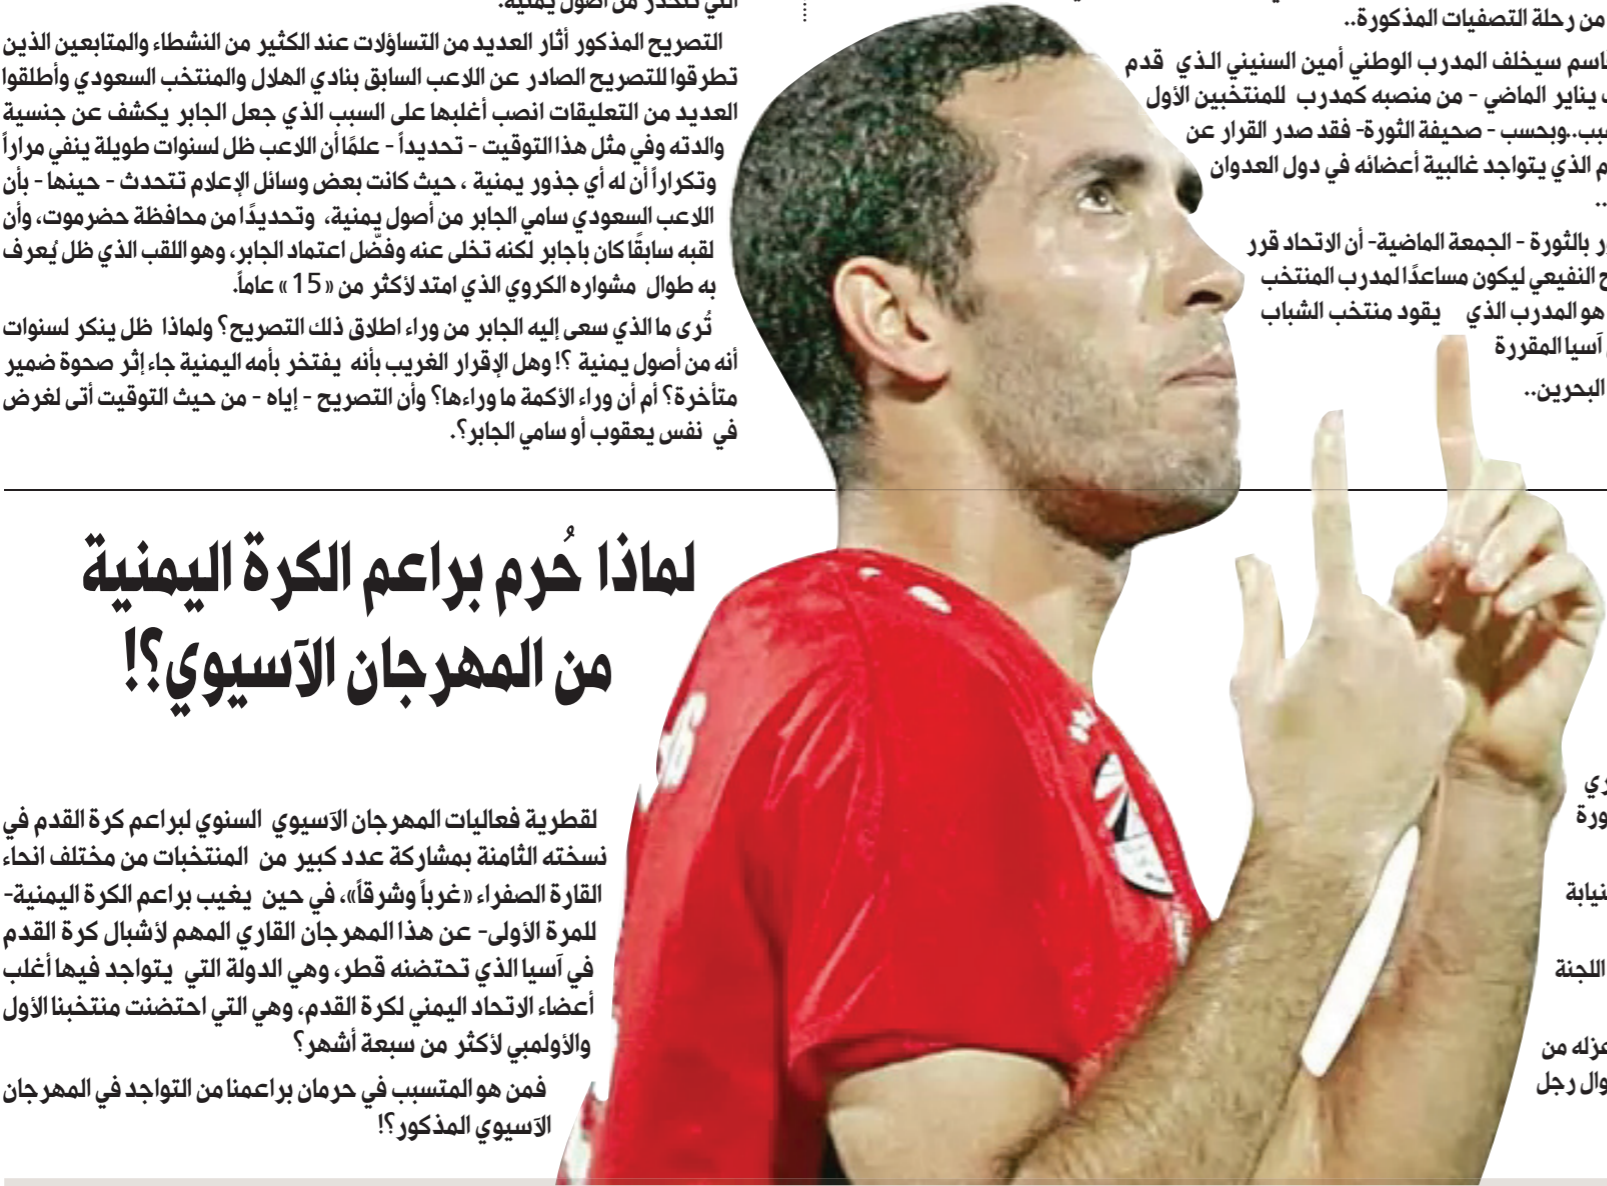 من رحلة التصفيات المذكورة..
سيخلف المدرب الوطني أمين السنيني الـذي قدم
يناير الماضي - من منصبه كمدرب للمنتخبين الأول
..وبحسب - صحيفة الثورة- فقد صدر القرار عن
الذي يتواجد غالبية أعضائه في دول العدوان
..
بالثورة - الجمعة الماضية- أن الاتحاد قرر
النفيعي ليكون مساعدًا لمدرب المنتخب
هو المدرب الذي يقود منتخب الشباب
آسيا المقررة
البحرين..
اللجنة
عزله من
رجل
التي تنحدر من أصول يمنية.
التصريح المذكور أثار العديد من التساؤلات عند الكثير من النشطاء والمتابعين الذين
تطرقوا للتصريح الصادر عن اللاعب السابق بنادي الهلال والمنتخب السعودي وأطلقوا
العديد من التعليقات انصب أغلبها على السبب الذي جعل الجابر يكشف عن جنسية
والدته وفي مثل هذا التوقيت - تحديداً - علمًا أن اللاعب ظل لسنوات طويلة ينفي مراراً
وتكراراً أن له أي جذور يمنية ، حيث كانت بعض وسائل الإعلام تتحدث - حينها - بأن
اللاعب السعودي سامي الجابر من أصول يمنية، وتحديدًا من محافظة حضرموت، وأن
لقبه سابقًا كان باجابر لكنه تخلى عنه وفضّل اعتماد الجابر، وهو اللقب الذي ظل يُعرف
به طوال مشواره الكروي الذي امتد لأكثر من «15» عاماً.
تُرى ما الذي سعى إليه الجابر من وراء اطلاق ذلك التصريح؟ ولماذا ظل ينكر لسنوات
أنه من أصول يمنية ؟! وهل الإقرار الغريب بأنه يفتخر بأمه اليمنية جاء إثر صحوة ضمير
متأخرة؟ أم أن وراء الأكمة ما وراءها؟ وأن التصريح - إياه - من حيث التوقيت أتى لغرض
في نفس يعقوب أو سامي الجابر؟.
لماذا حُرم براعم الكرة اليمنية
من المهرجان الآسيوي؟!
لقطرية فعاليات المهرجان الآسيوي السنوي لبراعم كرة القدم في
نسخته الثامنة بمشاركة عدد كبير من المنتخبات من مختلف انحاء
القارة الصفراء «غرباً وشرقاً»، في حين يغيب براعم الكرة اليمنية-
للمرة الأولى- عن هذا المهرجان القاري المهم لأشبال كرة القدم
في آسيا الذي تحتضنه قطر، وهي الدولة التي يتواجد فيها أغلب
أعضاء الاتحاد اليمني لكرة القدم، وهي التي احتضنت منتخبنا الأول
والأولمبي لأكثر من سبعة أشهر؟
فمن هو المتسبب في حرمان براعمنا من التواجد في المهرجان
الآسيوي المذكور؟!